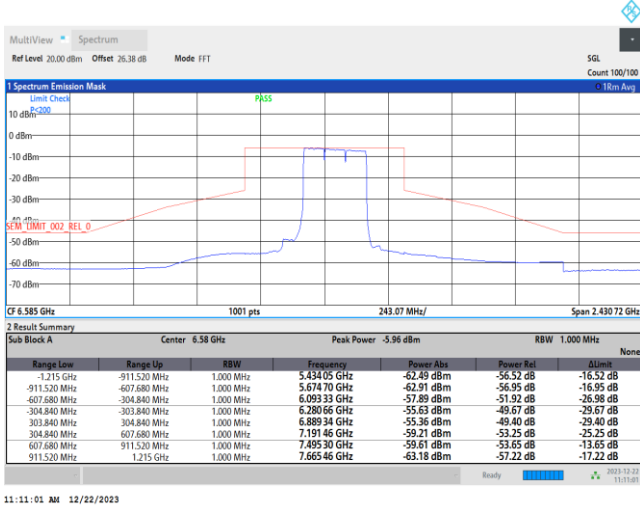 MultiView Spectrum
Ref Level 20.00 dBm Offset 26.38 dB Mode FFT SGL
Count 100/100
1 Spectrum Emission Mask 1Rm Avg
Limit Check PASS
P<200
10 dBm
0 dBm
-10 dBm
-20 dBm
-30 dBm
-40 dBm
SEM_LIMIT_002_REL_0
-50 dBm
-60 dBm
-70 dBm
CF 6.585 GHz 1001 pts 243.07 MHz/ Span 2.430 72 GHz
2 Result Summary
Sub Block A Center 6.58 GHz Peak Power -5.96 dBm RBW 1.000 MHz
None
Range Low Range Up RBW Frequency Power Abs Power Rel ΔLimit
-1.215 GHz -911.520 MHz 1.000 MHz 5.434 05 GHz -62.49 dBm -56.52 dB -16.52 dB
-911.520 MHz -607.680 MHz 1.000 MHz 5.674 70 GHz -62.91 dBm -56.95 dB -16.95 dB
-607.680 MHz -304.840 MHz 1.000 MHz 6.093 33 GHz -57.89 dBm -51.92 dB -26.98 dB
-304.840 MHz -303.840 MHz 1.000 MHz 6.280 66 GHz -55.63 dBm -49.67 dB -29.67 dB
303.840 MHz 304.840 MHz 1.000 MHz 6.889 34 GHz -55.36 dBm -49.40 dB -29.40 dB
304.840 MHz 607.680 MHz 1.000 MHz 7.191 46 GHz -59.21 dBm -53.25 dB -25.25 dB
607.680 MHz 911.520 MHz 1.000 MHz 7.495 30 GHz -59.61 dBm -53.65 dB -13.65 dB
911.520 MHz 1.215 GHz 1.000 MHz 7.665 46 GHz -63.18 dBm -57.22 dB -17.22 dB
Ready 2023-12-22
11:11:01
11:11:01 AM 12/22/2023